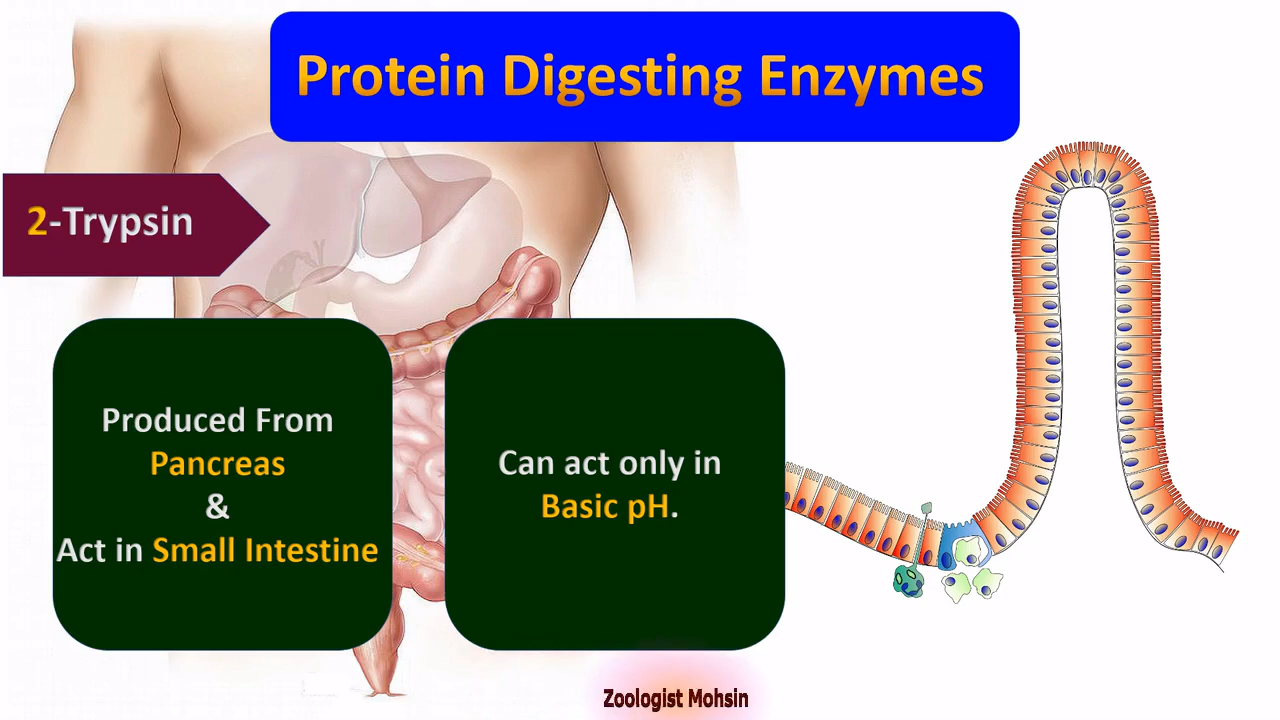 Protein Digesting Enzymes
2-Trypsin
Produced From
Pancreas
&
Act in Small Intestine
Can act only in
Basic pH.
Zoologist Mohsin